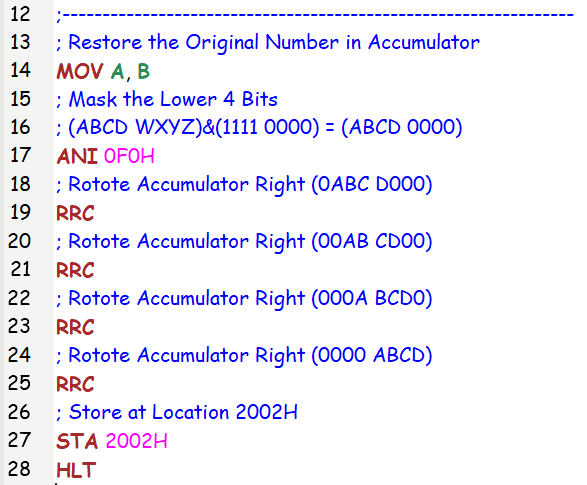 12 ;----------------------------------------------------------------
13 ; Restore the Original Number in Accumulator
14 MOV A, B
15 ; Mask the Lower 4 Bits
16 ; (ABCD WXYZ)&(1111 0000) = (ABCD 0000)
17 ANI 0F0H
18 ; Rotote Accumulator Right (0ABC D000)
19 RRC
20 ; Rotote Accumulator Right (00AB CD00)
21 RRC
22 ; Rotote Accumulator Right (000A BCD0)
23 RRC
24 ; Rotote Accumulator Right (0000 ABCD)
25 RRC
26 ; Store at Location 2002H
27 STA 2002H
28 HLT